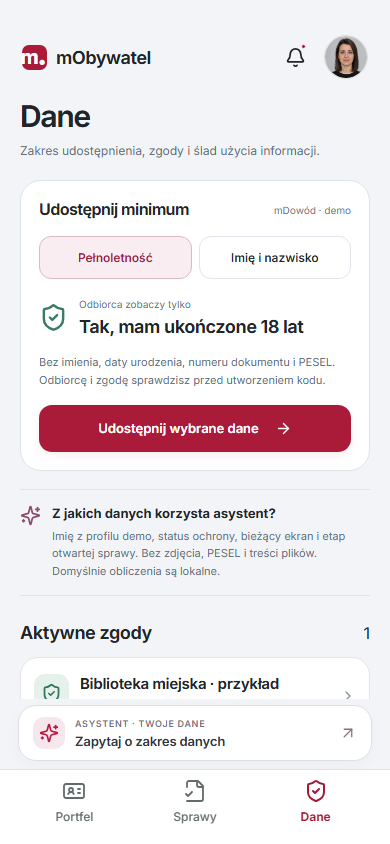 m. mObywatel
Dane
Zakres udostępnienia, zgody i ślad użycia informacji.
Udostępnij minimum
mDowód · demo
Pełnoletność
Imię i nazwisko
Odbiorca zobaczy tylko
Tak, mam ukończone 18 lat
Bez imienia, daty urodzenia, numeru dokumentu i PESEL.
Odbiorcę i zgodę sprawdzisz przed utworzeniem kodu.
Udostępnij wybrane dane
Z jakich danych korzysta asystent?
Imię z profilu demo, status ochrony, bieżący ekran i etap
otwartej sprawy. Bez zdjęcia, PESEL i treści plików.
Domyślnie obliczenia są lokalne.
Aktywne zgody
1
Biblioteka miejska · przykład
ASYSTENT · TWOJE DANE
Zapytaj o zakres danych
Portfel
Sprawy
Dane